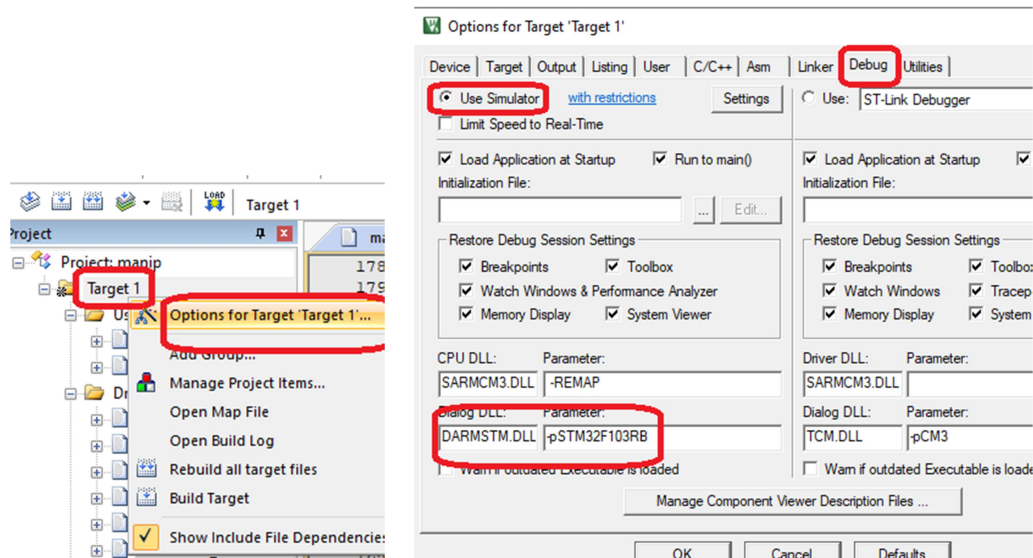 Target 1
Project
Project: manip
Target 1
Options for Target 'Target 1'...
Add Group...
Manage Project Items...
Open Map File
Open Build Log
Rebuild all target files
Build Target
Show Include File Dependencies
LOAD
178
179
Options for Target 'Target 1'
Device Target Output Listing User C/C++ Asm Linker Debug Utilities
Use Simulator with restrictions Settings
Limit Speed to Real-Time
Load Application at Startup Run to main()
Initialization File:
... Edit...
Restore Debug Session Settings
Breakpoints Toolbox
Watch Windows & Performance Analyzer
Memory Display System Viewer
CPU DLL: Parameter:
SARMCM3.DLL -REMAP
Dialog DLL: Parameter:
DARMSTM.DLL -pSTM32F103RB
Warn if outdated Executable is loaded
Use: ST-Link Debugger
Load Application at Startup
Initialization File:
Restore Debug Session Settings
Breakpoints Toolbo
Watch Windows Tracep
Memory Display System
Driver DLL: Parameter:
SARMCM3.DLL
Dialog DLL: Parameter:
TCM.DLL -pCM3
Warn if outdated Executable is loade
Manage Component Viewer Description Files ...
OK Cancel Defaults